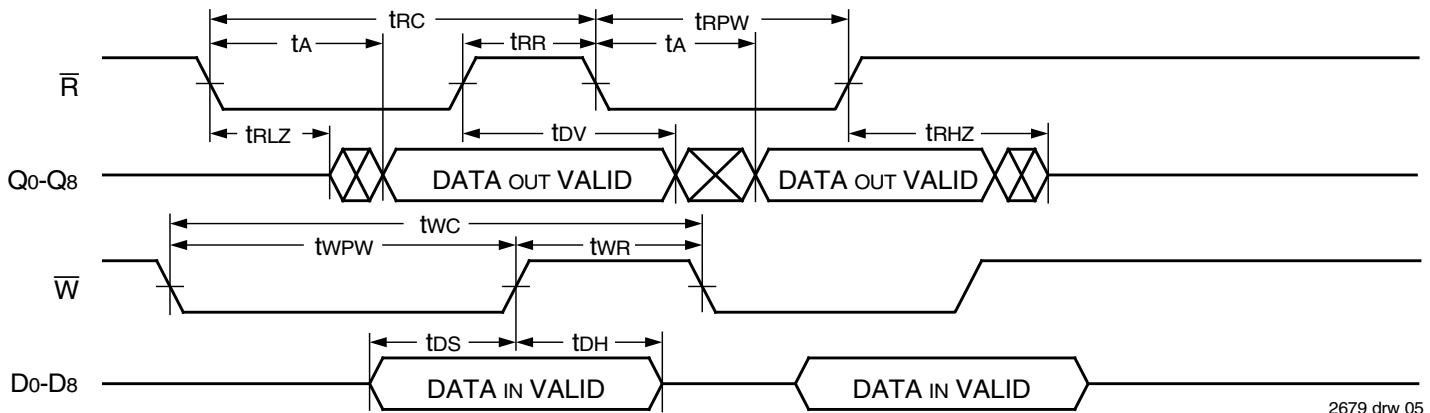 tRC tRPW
tA tRR tA
R
tRLZ tDV tRHZ
Q0-Q8 DATA OUT VALID DATA OUT VALID
tWC
tWPW tWR
W
tDS tDH
D0-D8 DATA IN VALID DATA IN VALID
2679 drw 05